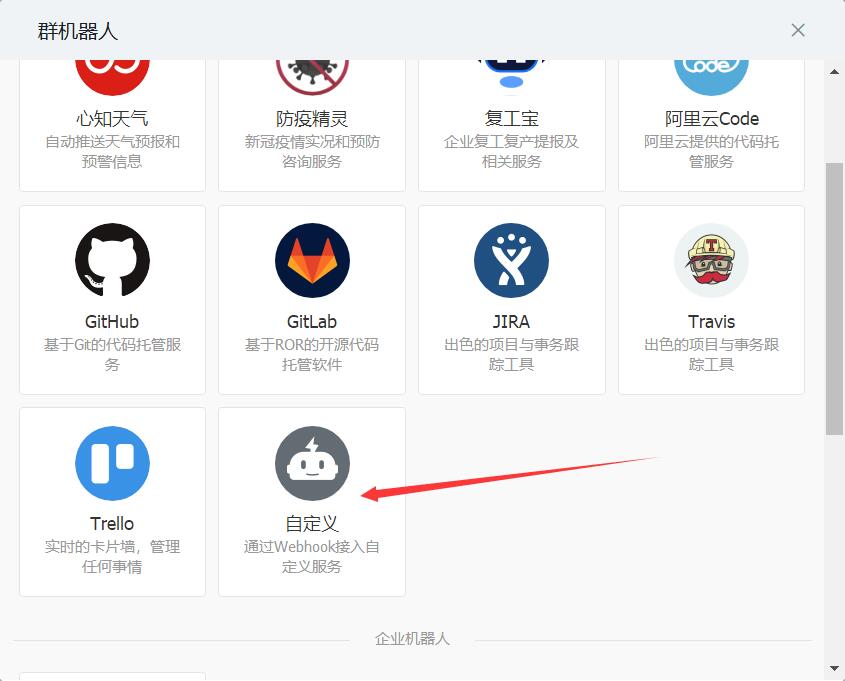 群机器人
心知天气
自动推送天气预报和
预警信息
防疫精灵
新冠疫情实况和预防
咨询服务
复工宝
企业复工复产提报及
相关服务
Code
阿里云Code
阿里云提供的代码托
管服务
GitHub
基于Git的代码托管服
务
GitLab
基于ROR的开源代码
托管软件
JIRA
出色的项目与事务跟
踪工具
T
Travis
出色的项目与事务跟
踪工具
Trello
实时的卡片墙，管理
任何事情
自定义
通过Webhook接入自
定义服务
企业机器人